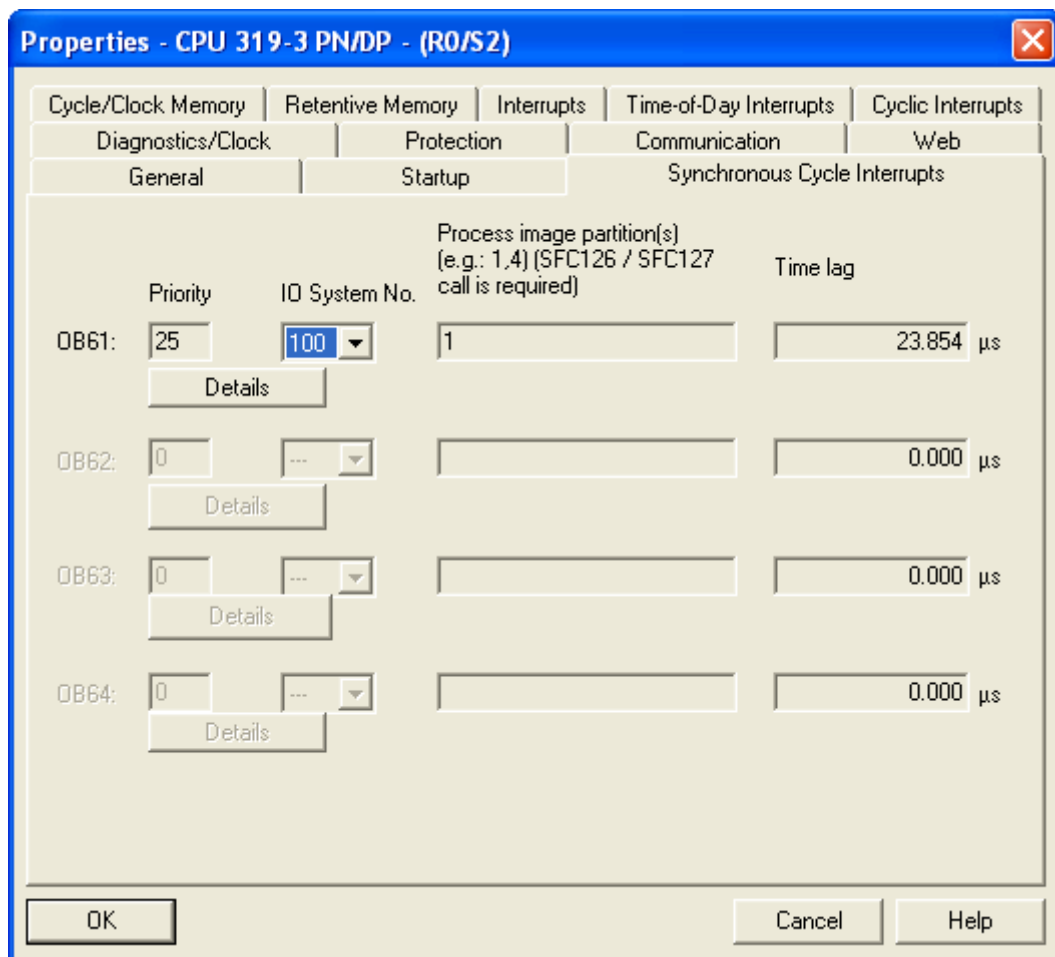 Properties - CPU 319-3 PN/DP - (R0/S2)
Cycle/Clock Memory Retentive Memory Interrupts Time-of-Day Interrupts Cyclic Interrupts
Diagnostics/Clock Protection Communication Web
General Startup Synchronous Cycle Interrupts
Process image partition(s)
(e.g.: 1,4) (SFC126 / SFC127
call is required)
Time lag
Priority IO System No.
OB61: 25 100 1 23.854 µs
Details
OB62: 0 --- 0.000 µs
Details
OB63: 0 --- 0.000 µs
Details
OB64: 0 --- 0.000 µs
Details
OK Cancel Help